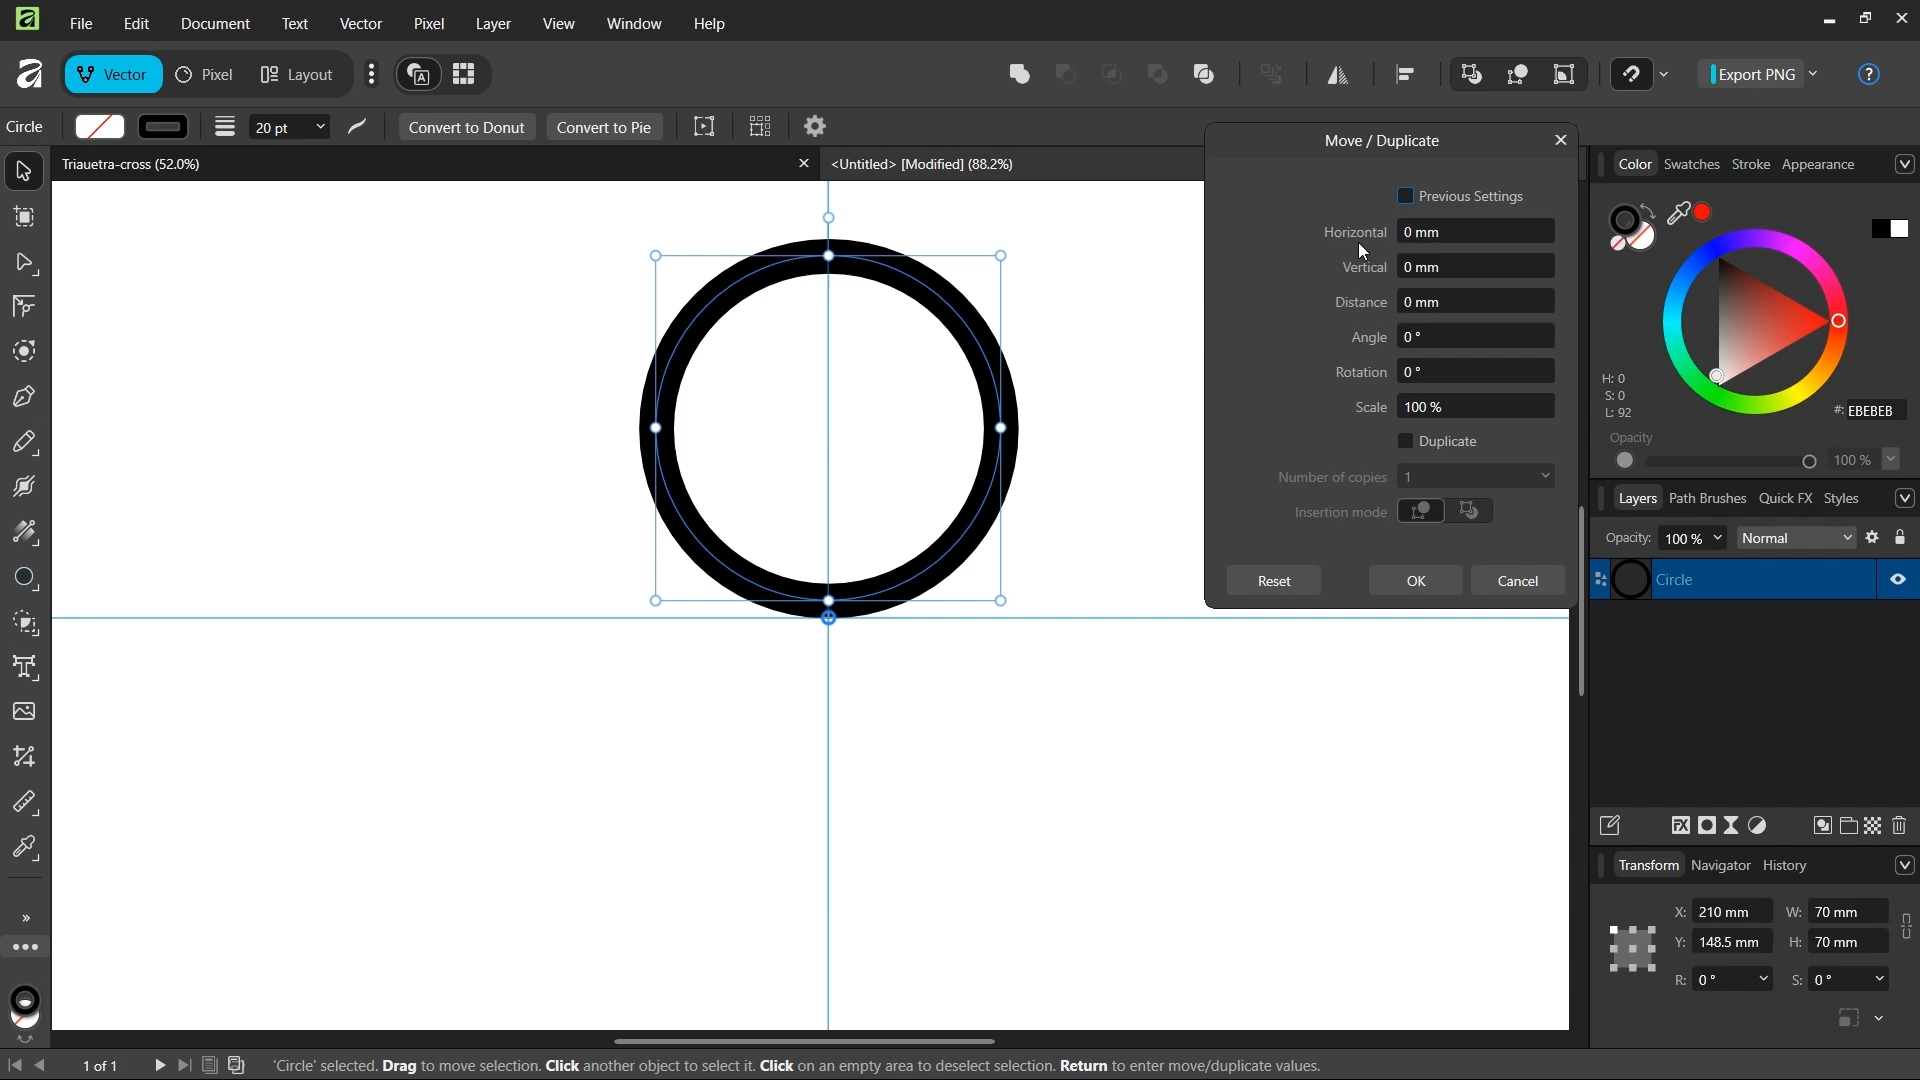 File Edit Document Text Vector Pixel Layer View Window Help
Vector Pixel Layout Export PNG
Circle 20 pt Convert to Donut Convert to Pie
Triauetra-cross (52.0%) <Untitled> [Modified] (88.2%)
Move / Duplicate
Previous Settings
Horizontal 0 mm
Vertical 0 mm
Distance 0 mm
Angle 0 °
Rotation 0 °
Scale 100 %
Duplicate
Number of copies 1
Insertion mode
Reset OK Cancel
Color Swatches Stroke Appearance
H: 0
S: 0
L: 92
#: EBEBEB
Opacity
100 %
Layers Path Brushes Quick FX Styles
Opacity: 100 % Normal
Circle
FX
Transform Navigator History
X: 210 mm W: 70 mm
Y: 148.5 mm H: 70 mm
R: 0 ° S: 0 °
1 of 1 'Circle' selected. Drag to move selection. Click another object to select it. Click on an empty area to deselect selection. Return to enter move/duplicate values.